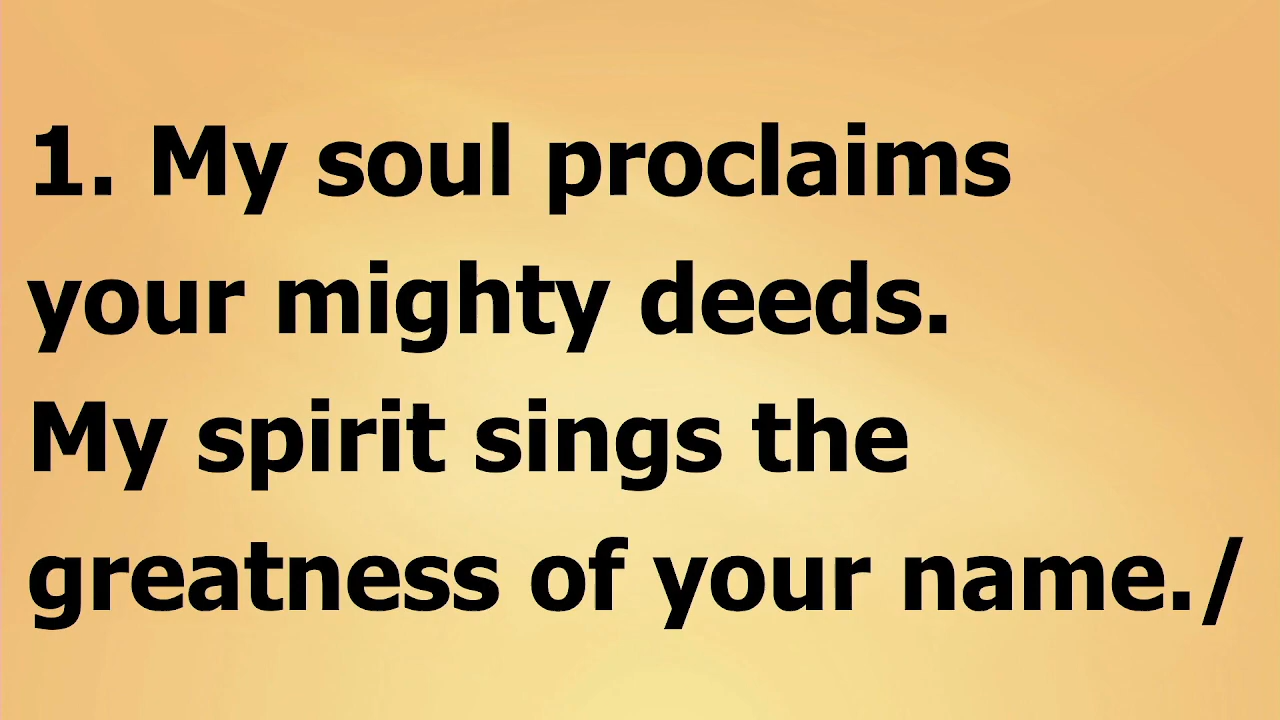 1. My soul proclaims
your mighty deeds.
My spirit sings the
greatness of your name./